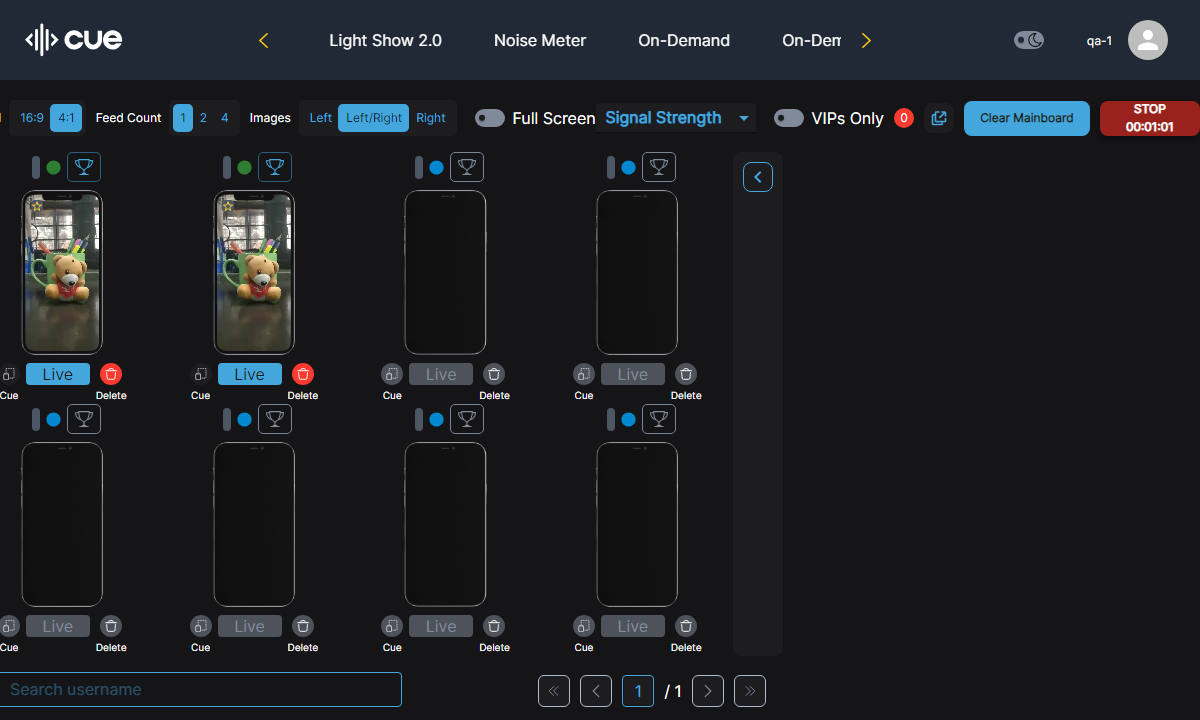 cue
Light Show 2.0
Noise Meter
On-Demand
On-Dem
qa-1
16:9 4:1 Feed Count 1 2 4 Images Left Left/Right Right Full Screen Signal Strength VIPs Only 0 Clear Mainboard
STOP
00:01:01
Live Live Live Live
Cue Delete Cue Delete Cue Delete Cue Delete
Live Live Live Live
Cue Delete Cue Delete Cue Delete Cue Delete
Search username
1 / 1